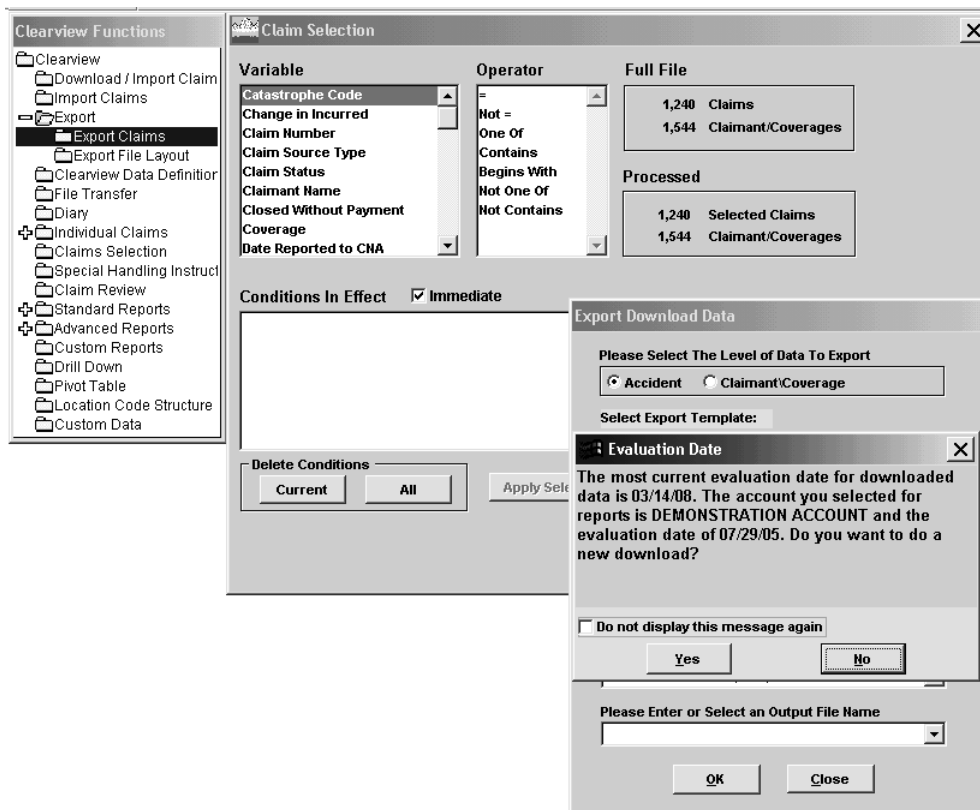 Clearview Functions
Clearview
Download / Import Claim
Import Claims
Export
Export Claims
Export File Layout
Clearview Data Definition
File Transfer
Diary
Individual Claims
Claims Selection
Special Handling Instruct
Claim Review
Standard Reports
Advanced Reports
Custom Reports
Drill Down
Pivot Table
Location Code Structure
Custom Data
Claim Selection
Variable
Catastrophe Code
Change in Incurred
Claim Number
Claim Source Type
Claim Status
Claimant Name
Closed Without Payment
Coverage
Date Reported to CNA
Operator
=
Not =
One Of
Contains
Begins With
Not One Of
Not Contains
Full File
1,240 Claims
1,544 Claimant/Coverages
Processed
1,240 Selected Claims
1,544 Claimant/Coverages
Conditions In Effect
Immediate
Delete Conditions
Current
All
Apply Sele
Export Download Data
Please Select The Level of Data To Export
Accident
Claimant\Coverage
Select Export Template:
Evaluation Date
The most current evaluation date for downloaded
data is 03/14/08. The account you selected for
reports is DEMONSTRATION ACCOUNT and the
evaluation date of 07/29/05. Do you want to do a
new download?
Do not display this message again
Yes
No
Please Enter or Select an Output File Name
OK
Close